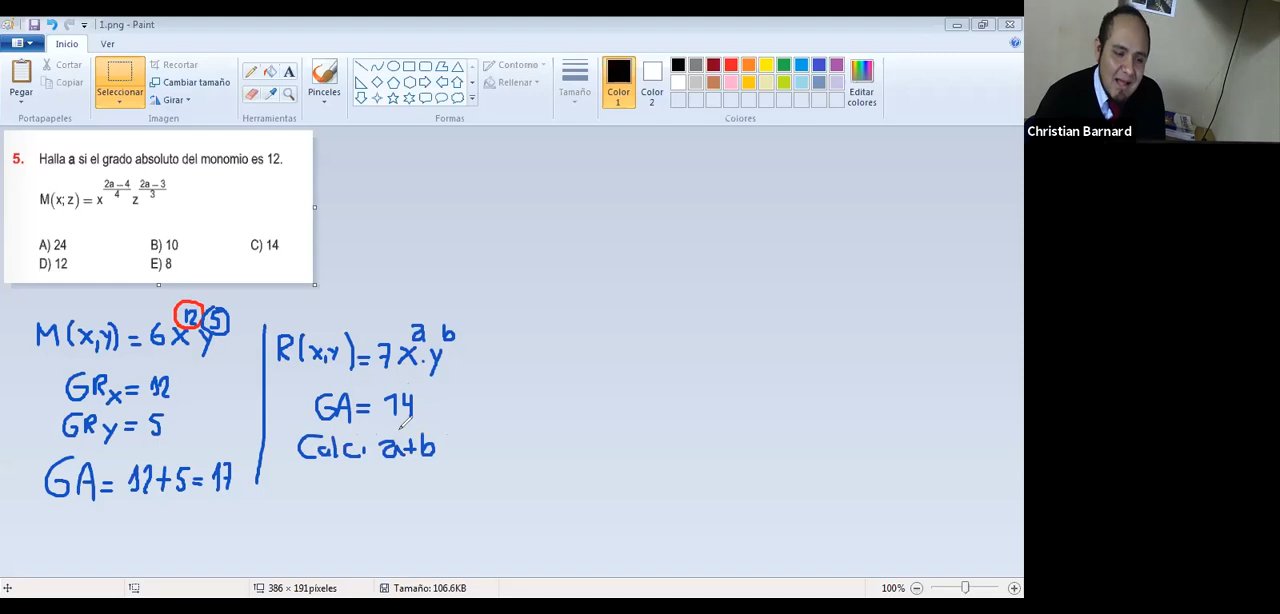 1.png - Paint
Inicio
Ver
Pegar
Cortar
Copiar
Portapapeles
Seleccionar
Recortar
Cambiar tamaño
Girar
Imagen
A
Herramientas
Pinceles
Contorno
Rellenar
Formas
Tamaño
Color 1
Color 2
Editar colores
Colores
Christian Barnard
5. Halla a si el grado absoluto del monomio es 12.
M(x; z) = x^((2a – 4)/4) z^((2a – 3)/3)
A) 24 B) 10 C) 14
D) 12 E) 8
M(x,y) = 6x^12 y^5
GRx = 12
GRy = 5
GA = 12+5 = 17
R(x,y) = 7x^a . y^b
GA = 14
Calc. a+b
386 × 191píxeles
Tamaño: 106.6KB
100%